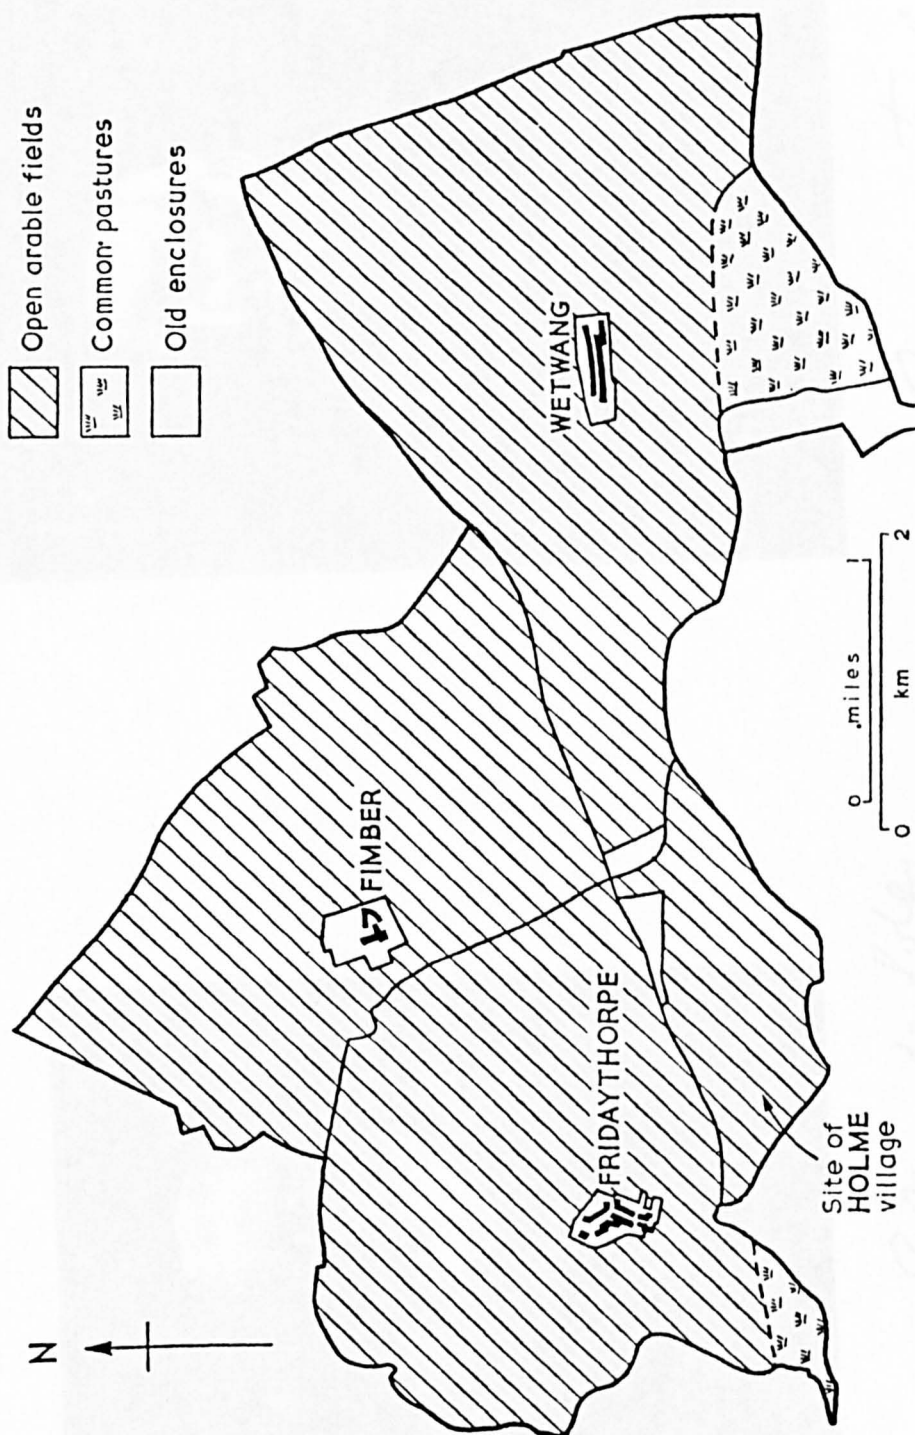 Open arable fields
Common pastures
Old enclosures
N
WETWANG
FIMBER
FRIDAYTHORPE
Site of
HOLME
village
0 miles 1
0 km 2